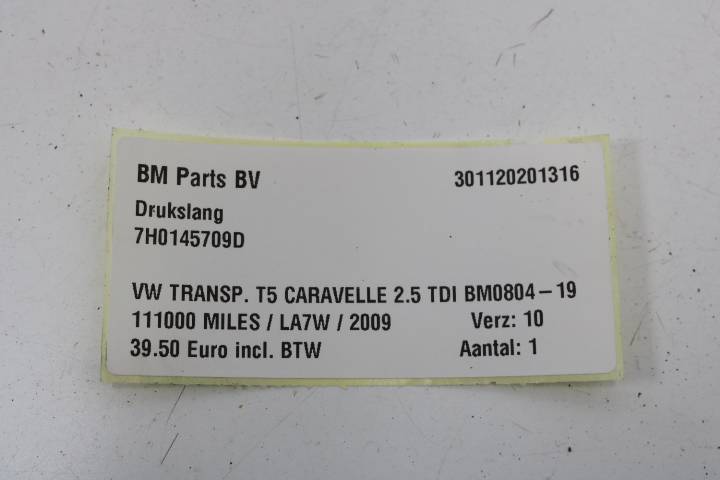 BM Parts BV 301120201316
Drukslang
7H0145709D
VW TRANSP. T5 CARAVELLE 2.5 TDI BM0804-19
111000 MILES / LA7W / 2009 Verz: 10
39.50 Euro incl. BTW Aantal: 1